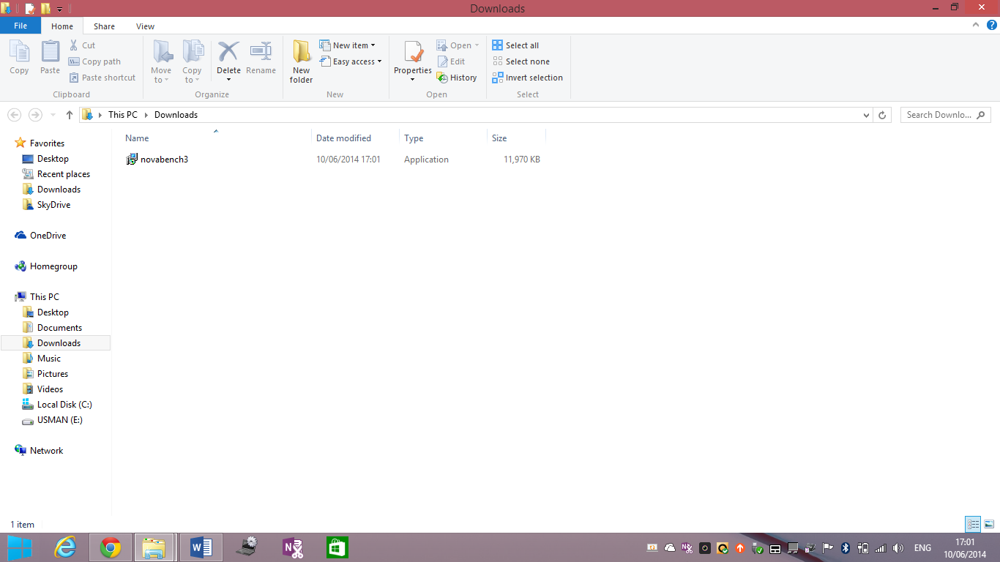 Downloads
File Home Share View
Copy Paste Cut Copy path Paste shortcut Clipboard
Move to Copy to Delete Rename Organize
New folder New item Easy access New
Properties Open Edit History Open
Select all Select none Invert selection Select
This PC Downloads Search Downlo...
Name Date modified Type Size
novabench3 10/06/2014 17:01 Application 11,970 KB
Favorites
Desktop
Recent places
Downloads
SkyDrive
OneDrive
Homegroup
This PC
Desktop
Documents
Downloads
Music
Pictures
Videos
Local Disk (C:)
USMAN (E:)
Network
1 item
ENG 17:01
10/06/2014